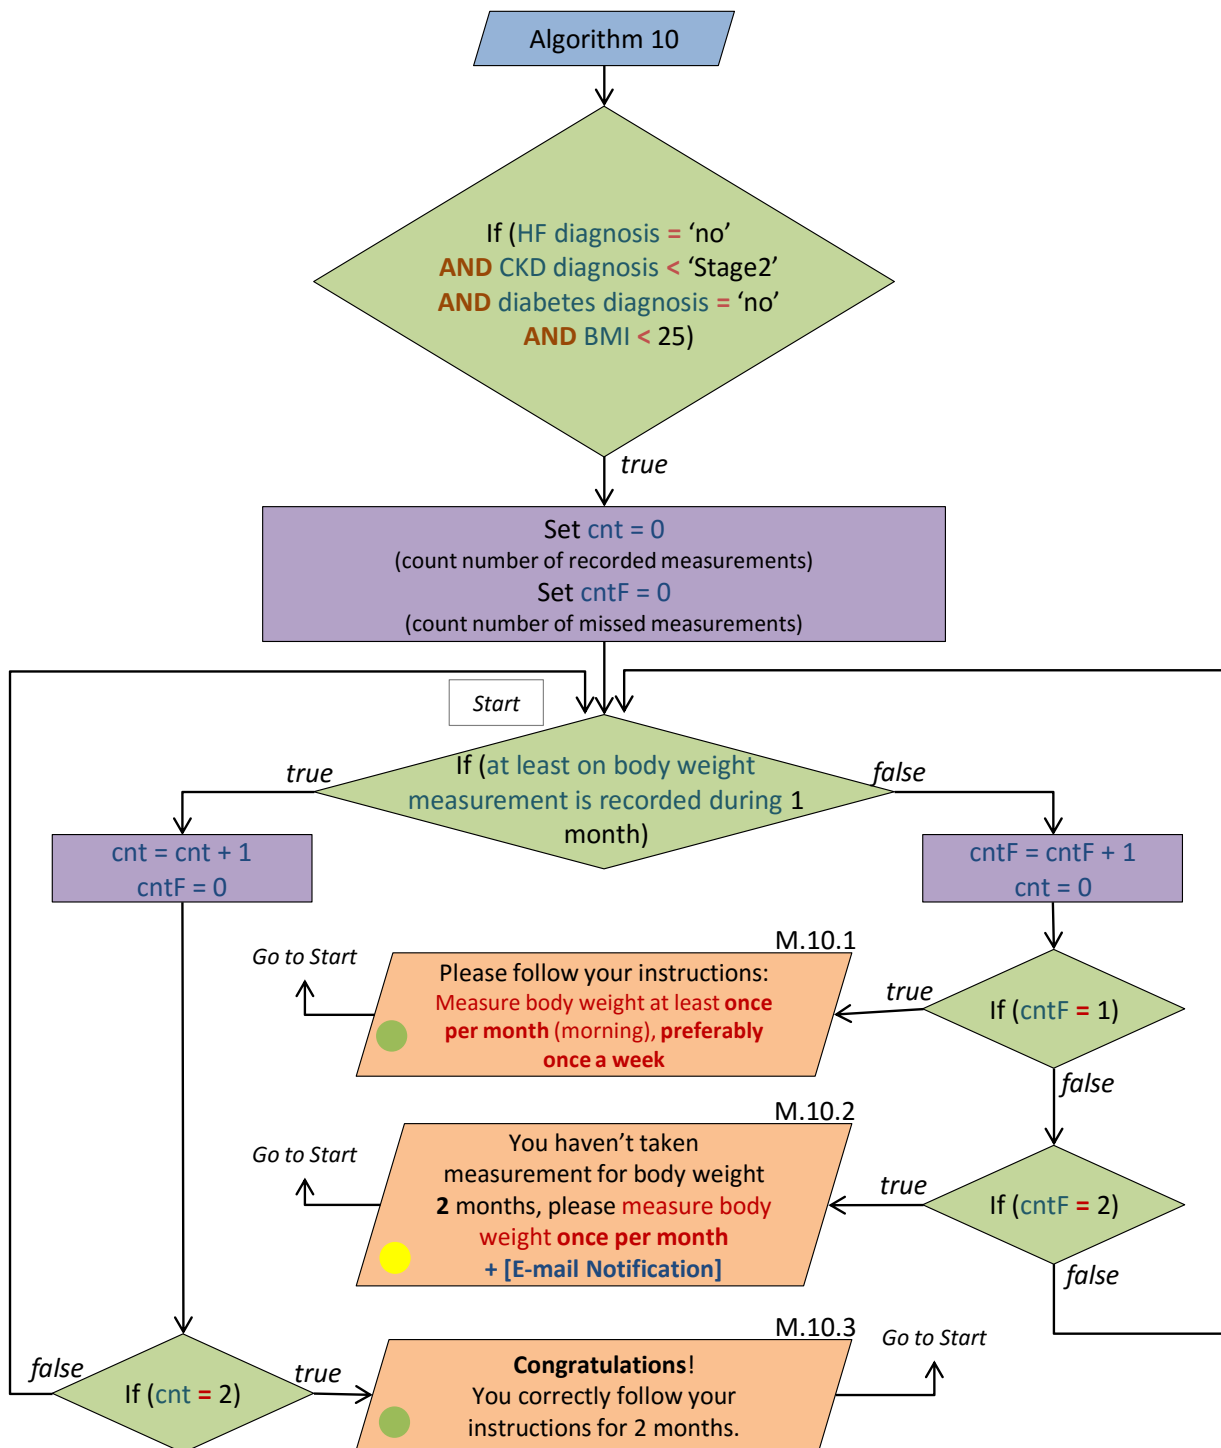 Algorithm 10
If (HF diagnosis = ‘no’
AND CKD diagnosis < ‘Stage2’
AND diabetes diagnosis = ‘no’
AND BMI < 25)
true
Set cnt = 0
(count number of recorded measurements)
Set cntF = 0
(count number of missed measurements)
Start
If (at least on body weight
measurement is recorded during 1
month)
true
false
cnt = cnt + 1
cntF = 0
cntF = cntF + 1
cnt = 0
M.10.1
Go to Start
Please follow your instructions:
Measure body weight at least once
per month (morning), preferably
once a week
true
If (cntF = 1)
false
M.10.2
Go to Start
You haven’t taken
measurement for body weight
2 months, please measure body
weight once per month
+ [E-mail Notification]
true
If (cntF = 2)
false
M.10.3
Go to Start
false
If (cnt = 2)
true
Congratulations!
You correctly follow your
instructions for 2 months.